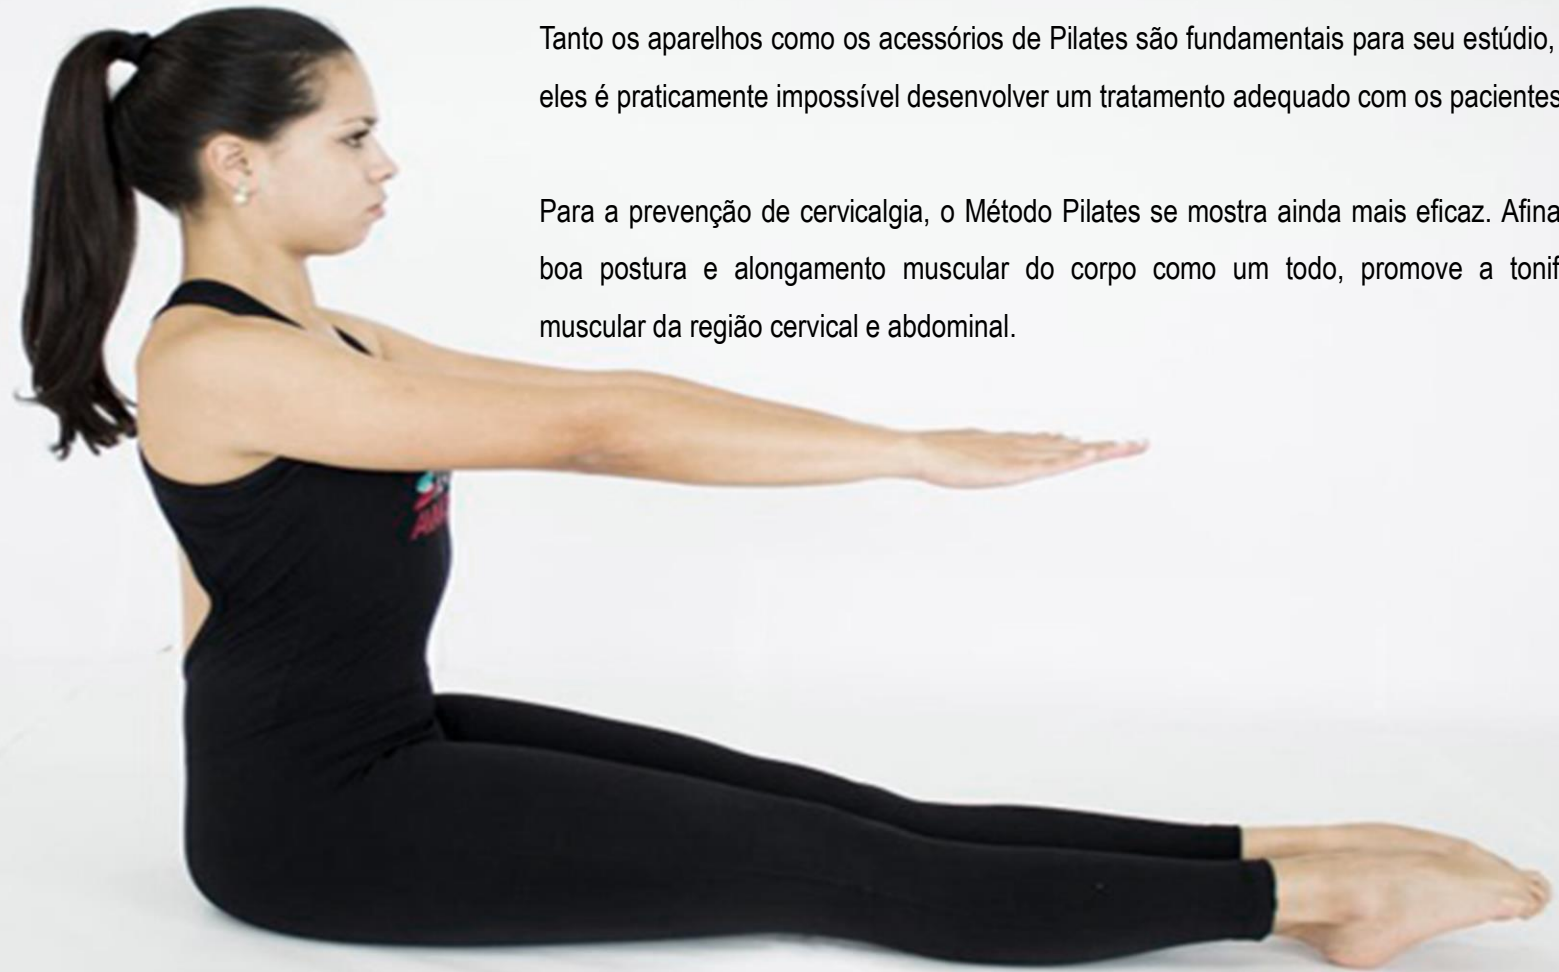 Tanto os aparelhos como os acessórios de Pilates são fundamentais para seu estúdio,
eles é praticamente impossível desenvolver um tratamento adequado com os pacientes
Para a prevenção de cervicalgia, o Método Pilates se mostra ainda mais eficaz.
boa postura e alongamento muscular do corpo como um todo, promove a
muscular da região cervical e abdominal.